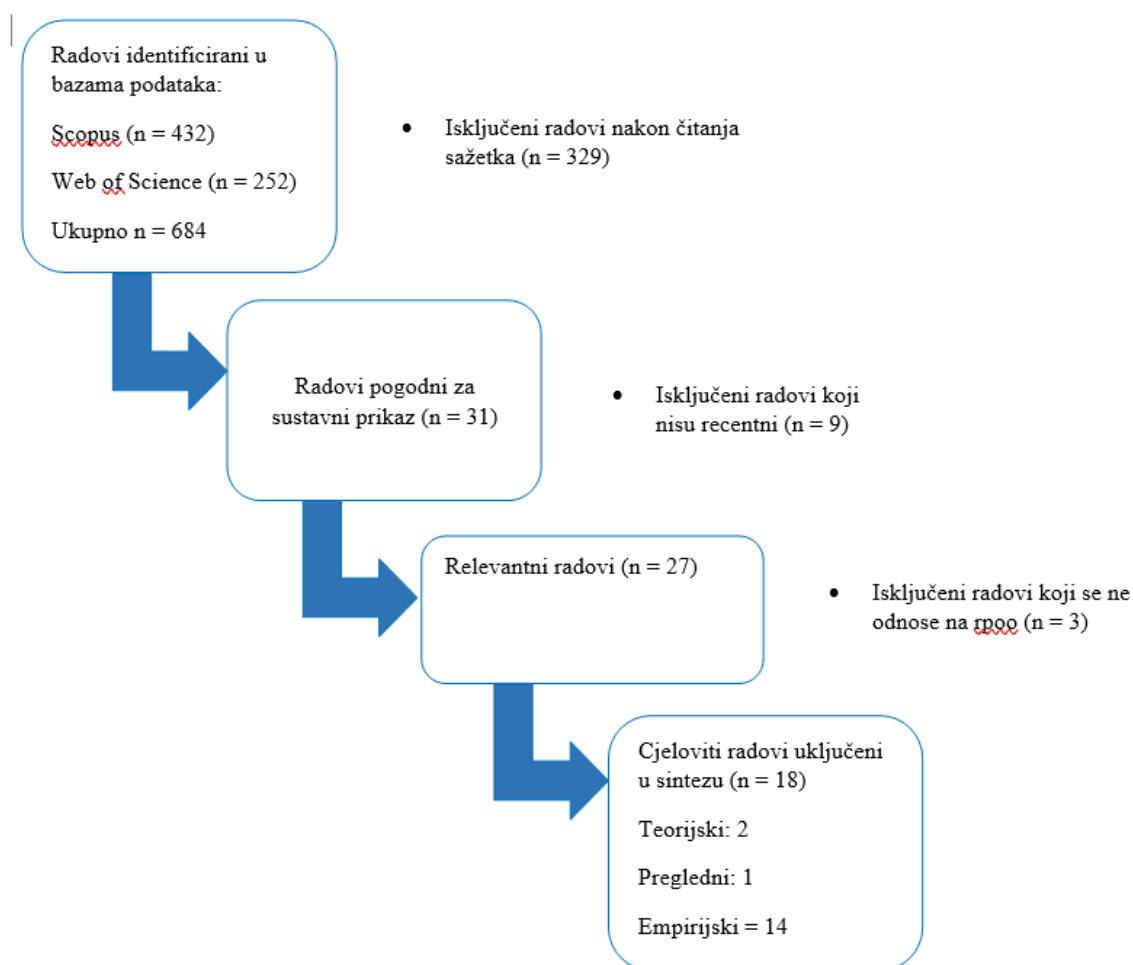 Radovi identificirani u
bazama podataka:
Scopus (n = 432)
Web of Science (n = 252)
Ukupno n = 684
• Isključeni radovi nakon čitanja
sažetka (n = 329)
Radovi pogodni za
sustavni prikaz (n = 31)
• Isključeni radovi koji
nisu recentni (n = 9)
Relevantni radovi (n = 27)
• Isključeni radovi koji se ne
odnose na rpoo (n = 3)
Cjeloviti radovi uključeni
u sintezu (n = 18)
Teorijski: 2
Pregledni: 1
Empirijski = 14